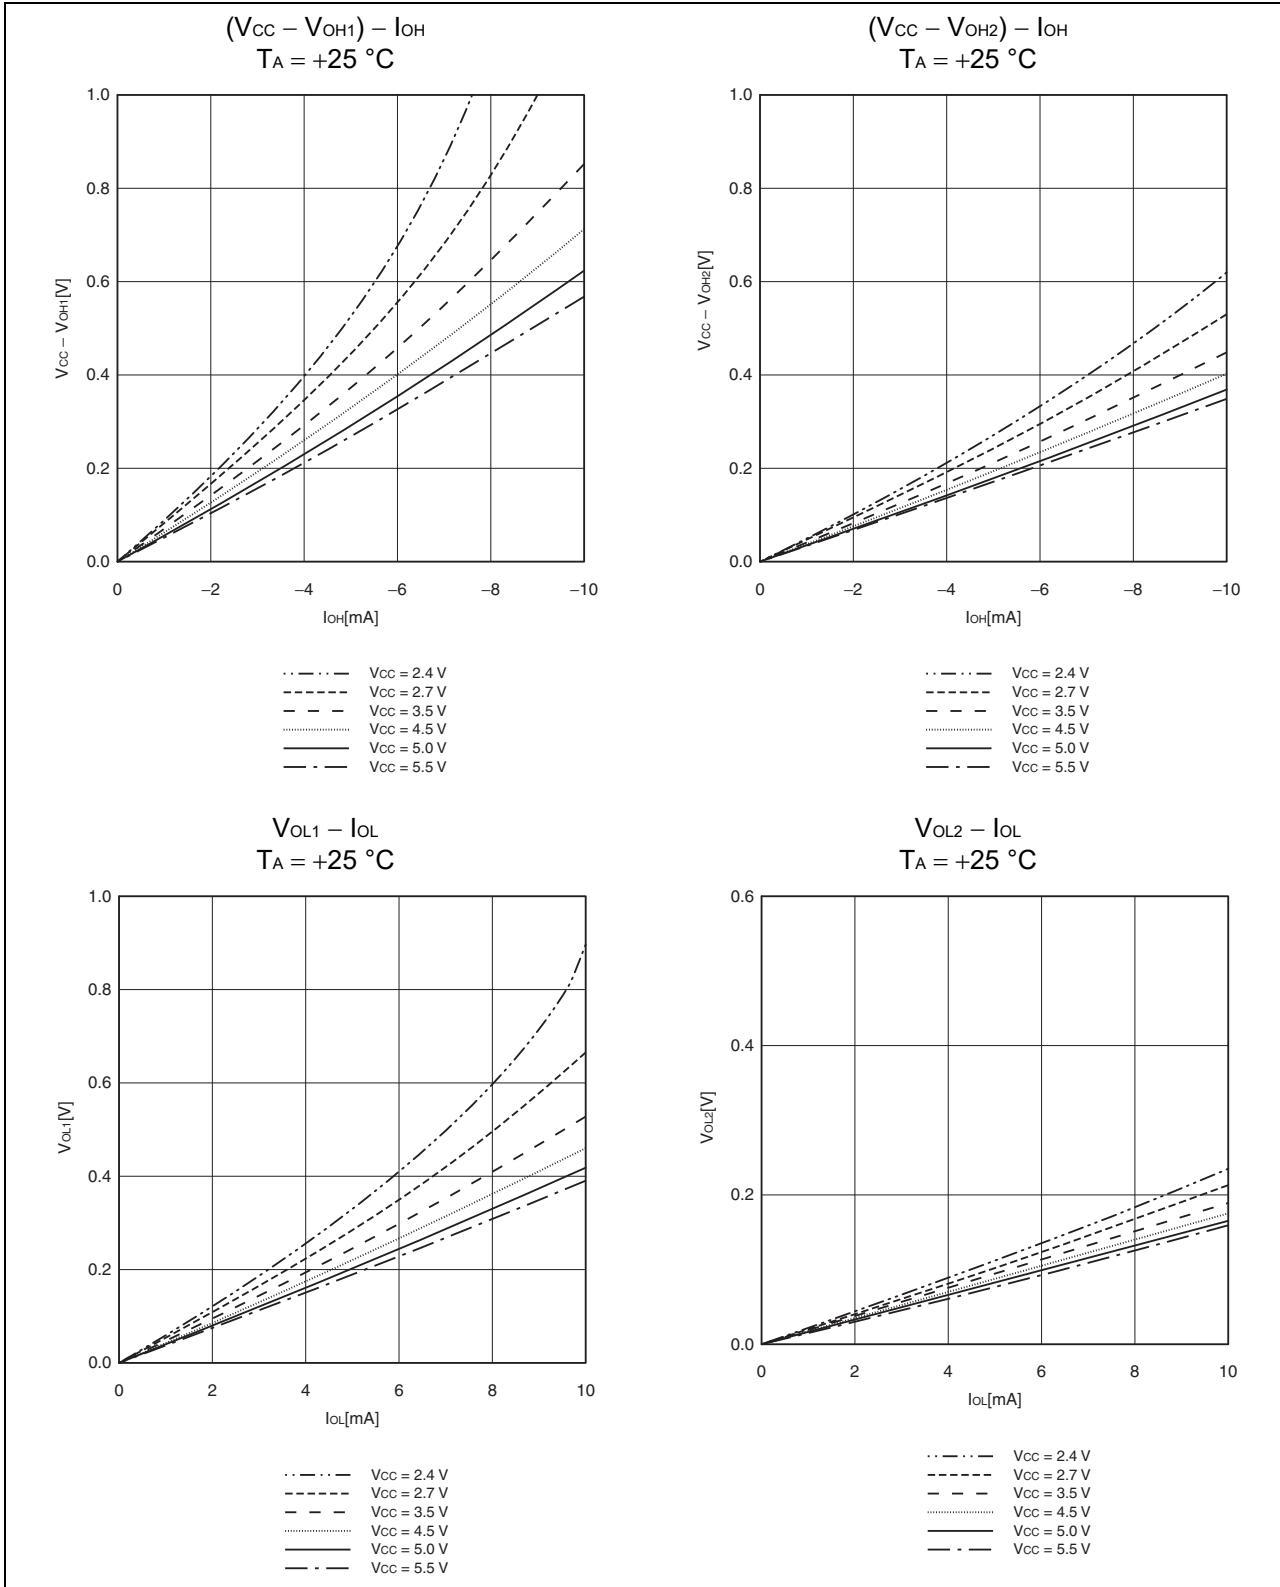 (VCC – VOH1) – IOH
TA = +25 °C
1.0
0.8
0.6
0.4
0.2
0.0
VCC – VOH1[V]
0 –2 –4 –6 –8 –10
IOH[mA]
VCC = 2.4 V
VCC = 2.7 V
VCC = 3.5 V
VCC = 4.5 V
VCC = 5.0 V
VCC = 5.5 V
(VCC – VOH2) – IOH
TA = +25 °C
1.0
0.8
0.6
0.4
0.2
0.0
VCC – VOH2[V]
0 –2 –4 –6 –8 –10
IOH[mA]
VCC = 2.4 V
VCC = 2.7 V
VCC = 3.5 V
VCC = 4.5 V
VCC = 5.0 V
VCC = 5.5 V
VOL1 – IOL
TA = +25 °C
1.0
0.8
0.6
0.4
0.2
0.0
VOL1[V]
0 2 4 6 8 10
IOL[mA]
VCC = 2.4 V
VCC = 2.7 V
VCC = 3.5 V
VCC = 4.5 V
VCC = 5.0 V
VCC = 5.5 V
VOL2 – IOL
TA = +25 °C
0.6
0.4
0.2
0.0
VOL2[V]
0 2 4 6 8 10
IOL[mA]
VCC = 2.4 V
VCC = 2.7 V
VCC = 3.5 V
VCC = 4.5 V
VCC = 5.0 V
VCC = 5.5 V